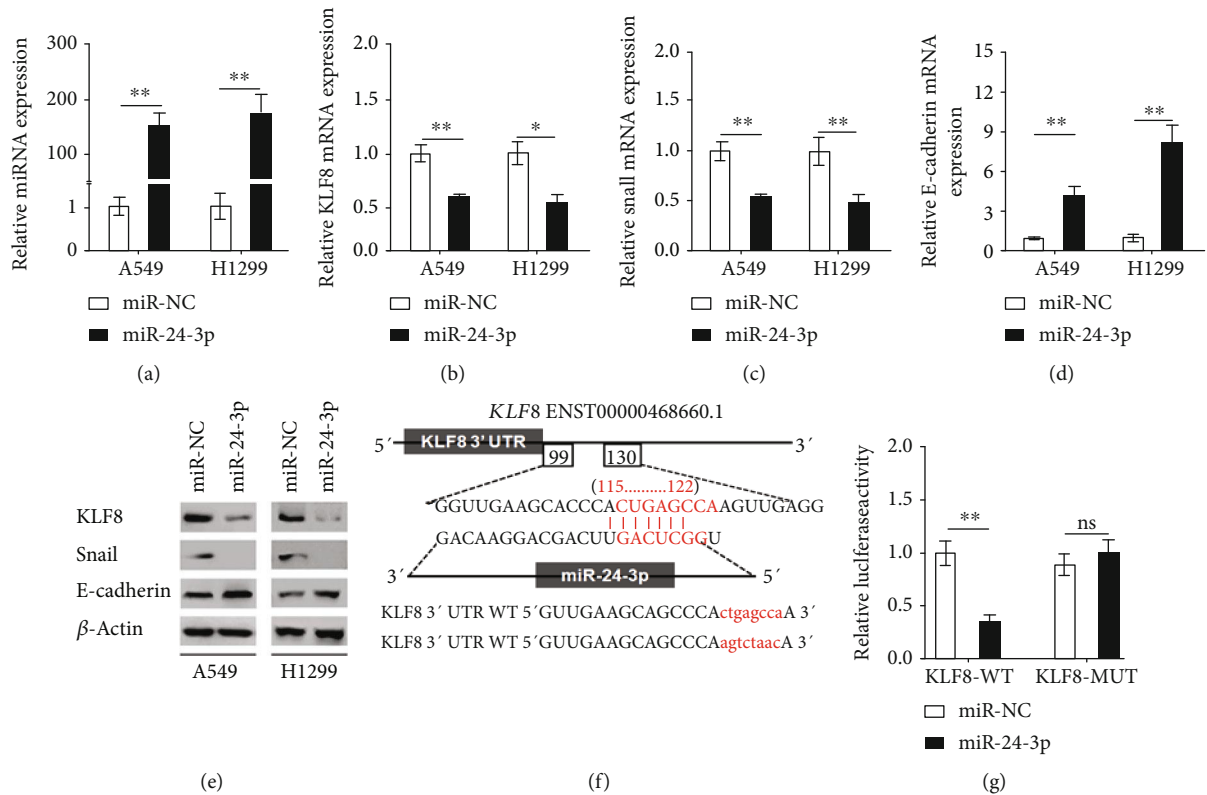 Relative miRNA expression
300
200
100
1
0
**
**
A549
H1299
miR-NC
miR-24-3p
(a)
Relative KLF8 mRNA expression
1.5
1.0
0.5
0.0
**
*
A549
H1299
miR-NC
miR-24-3p
(b)
Relative snall mRNA expression
2.0
1.5
1.0
0.5
0.0
**
**
A549
H1299
miR-NC
miR-24-3p
(c)
Relative E-cadherin mRNA
expression
15
12
9
6
3
0
**
**
A549
H1299
miR-NC
miR-24-3p
(d)
miR-NC
miR-24-3p
miR-NC
miR-24-3p
KLF8
Snail
E-cadherin
β-Actin
A549
H1299
(e)
KLF8 ENST00000468660.1
5′ KLF8 3' UTR 3′
99 130
(115..........122)
GGUUGAAGCACCCACUGAGCCAAGUUGAGG
GACAAGGACGACUUGACUCGGU
3′ miR-24-3p 5′
KLF8 3′ UTR WT 5′GUUGAAGCAGCCCActgagccaA 3′
KLF8 3′ UTR WT 5′GUUGAAGCAGCCCAagtctaacA 3′
(f)
Relative luclferaseactivity
2.0
1.5
1.0
0.5
0.0
**
ns
KLF8-WT
KLF8-MUT
miR-NC
miR-24-3p
(g)